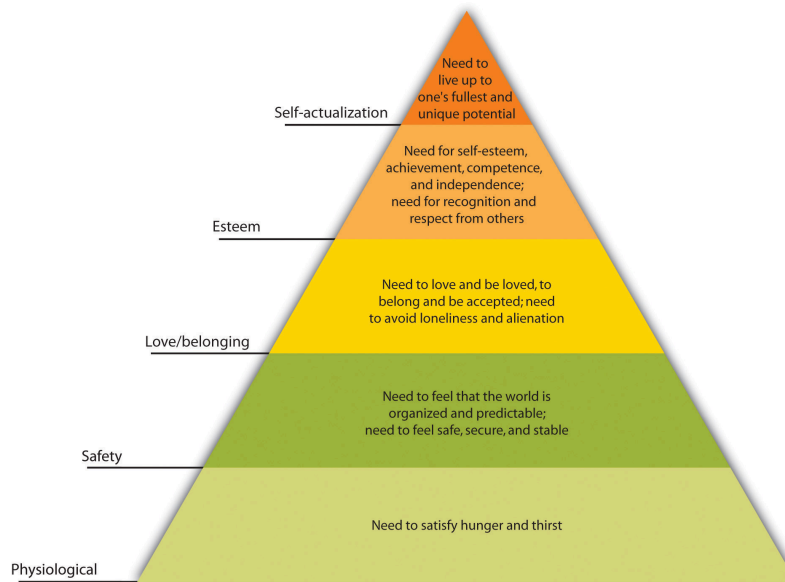 Need to
live up to
one's fullest and
unique potential
Self-actualization
Need for self-esteem,
achievement, competence,
and independence;
need for recognition and
respect from others
Esteem
Need to love and be loved, to
belong and be accepted; need
to avoid loneliness and alienation
Love/belonging
Need to feel that the world is
organized and predictable;
need to feel safe, secure, and stable
Safety
Need to satisfy hunger and thirst
Physiological